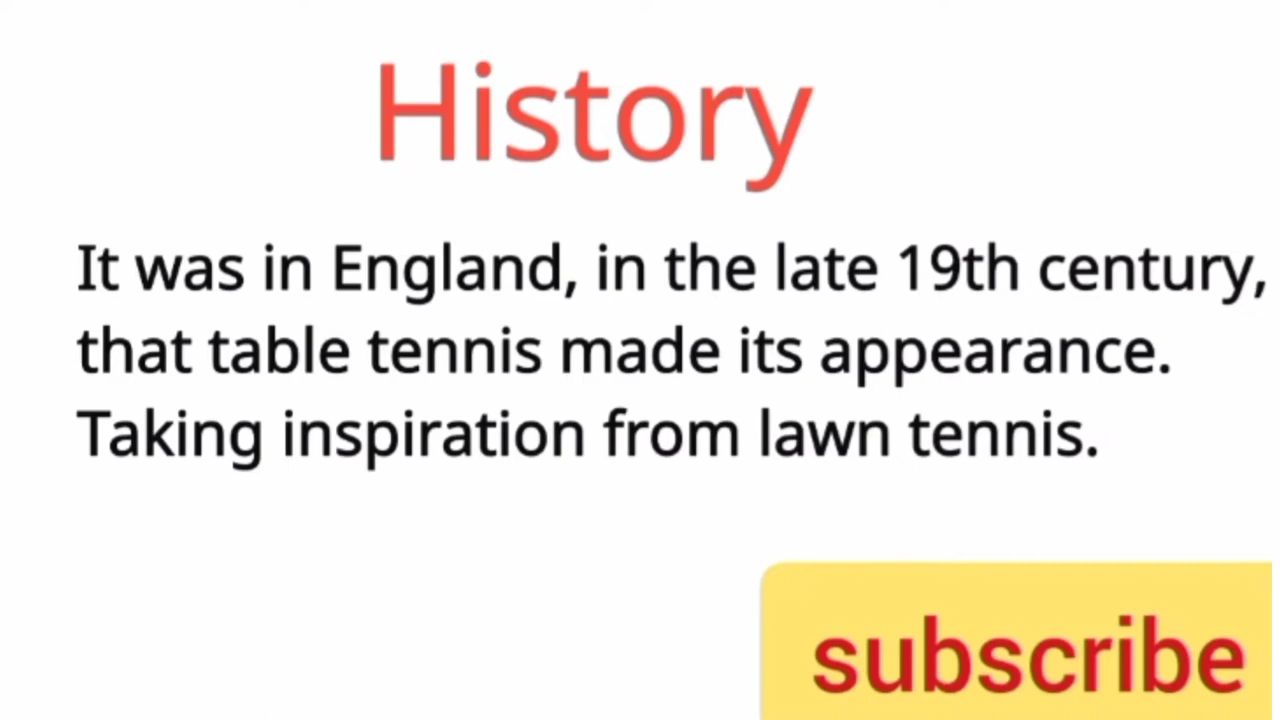 History
It was in England, in the late 19th century,
that table tennis made its appearance.
Taking inspiration from lawn tennis.
subscribe